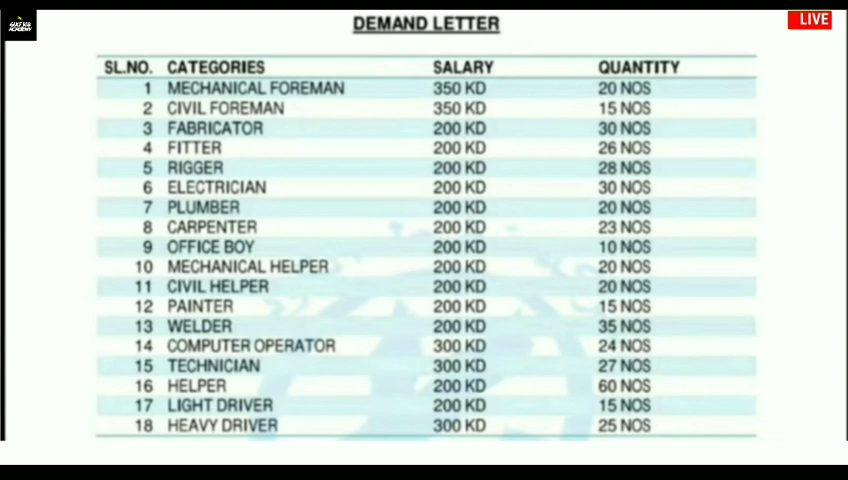 GULF JOB
ACADEMY
DEMAND LETTER
LIVE
SL.NO. CATEGORIES SALARY QUANTITY
1 MECHANICAL FOREMAN 350 KD 20 NOS
2 CIVIL FOREMAN 350 KD 15 NOS
3 FABRICATOR 200 KD 30 NOS
4 FITTER 200 KD 26 NOS
5 RIGGER 200 KD 28 NOS
6 ELECTRICIAN 200 KD 30 NOS
7 PLUMBER 200 KD 20 NOS
8 CARPENTER 200 KD 23 NOS
9 OFFICE BOY 200 KD 10 NOS
10 MECHANICAL HELPER 200 KD 20 NOS
11 CIVIL HELPER 200 KD 20 NOS
12 PAINTER 200 KD 15 NOS
13 WELDER 200 KD 35 NOS
14 COMPUTER OPERATOR 300 KD 24 NOS
15 TECHNICIAN 300 KD 27 NOS
16 HELPER 200 KD 60 NOS
17 LIGHT DRIVER 200 KD 15 NOS
18 HEAVY DRIVER 300 KD 25 NOS